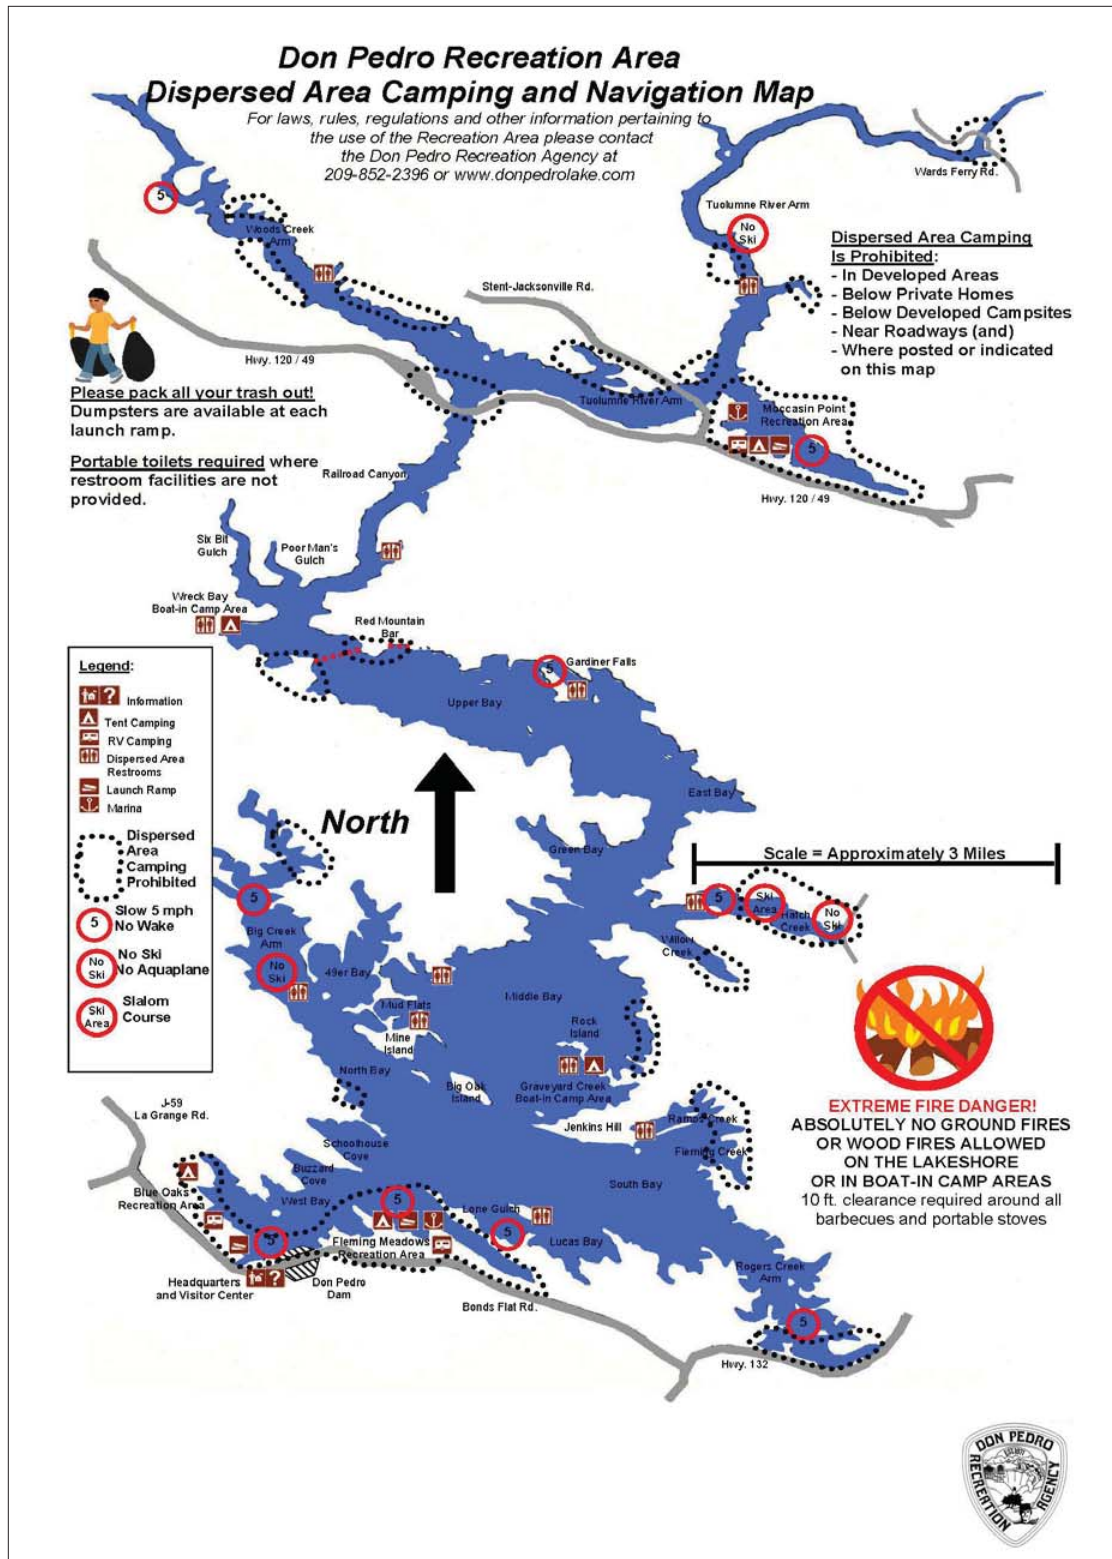 Don Pedro Recreation Area
Dispersed Area Camping and Navigation Map
For laws, rules, regulations and other information pertaining to
the use of the Recreation Area please contact
the Don Pedro Recreation Agency at
209-852-2396 or www.donpedrolake.com
Wards Ferry Rd.
5
Tuolumne River Arm
No
Ski
Woods Creek
Arm
Dispersed Area Camping
Is Prohibited:
- In Developed Areas
- Below Private Homes
- Below Developed Campsites
- Near Roadways (and)
- Where posted or indicated
on this map
Stent-Jacksonville Rd.
Hwy. 120 / 49
Please pack all your trash out!
Dumpsters are available at each
launch ramp.
Tuolumne River Arm
Moccasin Point
Recreation Area
5
Portable toilets required where
restroom facilities are not
provided.
Railroad Canyon
Hwy. 120 / 49
Six Bit
Gulch
Poor Man's
Gulch
Wreck Bay
Boat-in Camp Area
Red Mountain
Bar
5
Gardiner Falls
Upper Bay
Legend:
? Information
Tent Camping
RV Camping
Dispersed Area
Restrooms
Launch Ramp
Marina
Dispersed
Area
Camping
Prohibited
5
Slow 5 mph
No Wake
No
Ski
No Ski
No Aquaplane
Ski
Area
Slalom
Course
East Bay
North
Green Bay
Scale = Approximately 3 Miles
5
Ski
Area
Hatch
Creek
No
Ski
Willow
Creek
5
Big Creek
Arm
No
Ski
49er Bay
Mud Flats
Mine
Island
Middle Bay
Rock
Island
North Bay
Big Oak
Island
Graveyard Creek
Boat-in Camp Area
J-59
La Grange Rd.
Jenkins Hill
Ramos Creek
Fleming Creek
EXTREME FIRE DANGER!
ABSOLUTELY NO GROUND FIRES
OR WOOD FIRES ALLOWED
ON THE LAKESHORE
OR IN BOAT-IN CAMP AREAS
10 ft. clearance required around all
barbecues and portable stoves
Schoolhouse
Cove
Buzzard
Cove
South Bay
Blue Oaks
Recreation Area
West Bay
5
Lone Gulch
5
5
Fleming Meadows
Recreation Area
Lucas Bay
Rogers Creek
Arm
Headquarters
and Visitor Center
?
Don Pedro
Dam
Bonds Flat Rd.
5
Hwy. 132
DON PEDRO
RECREATION
AGENCY